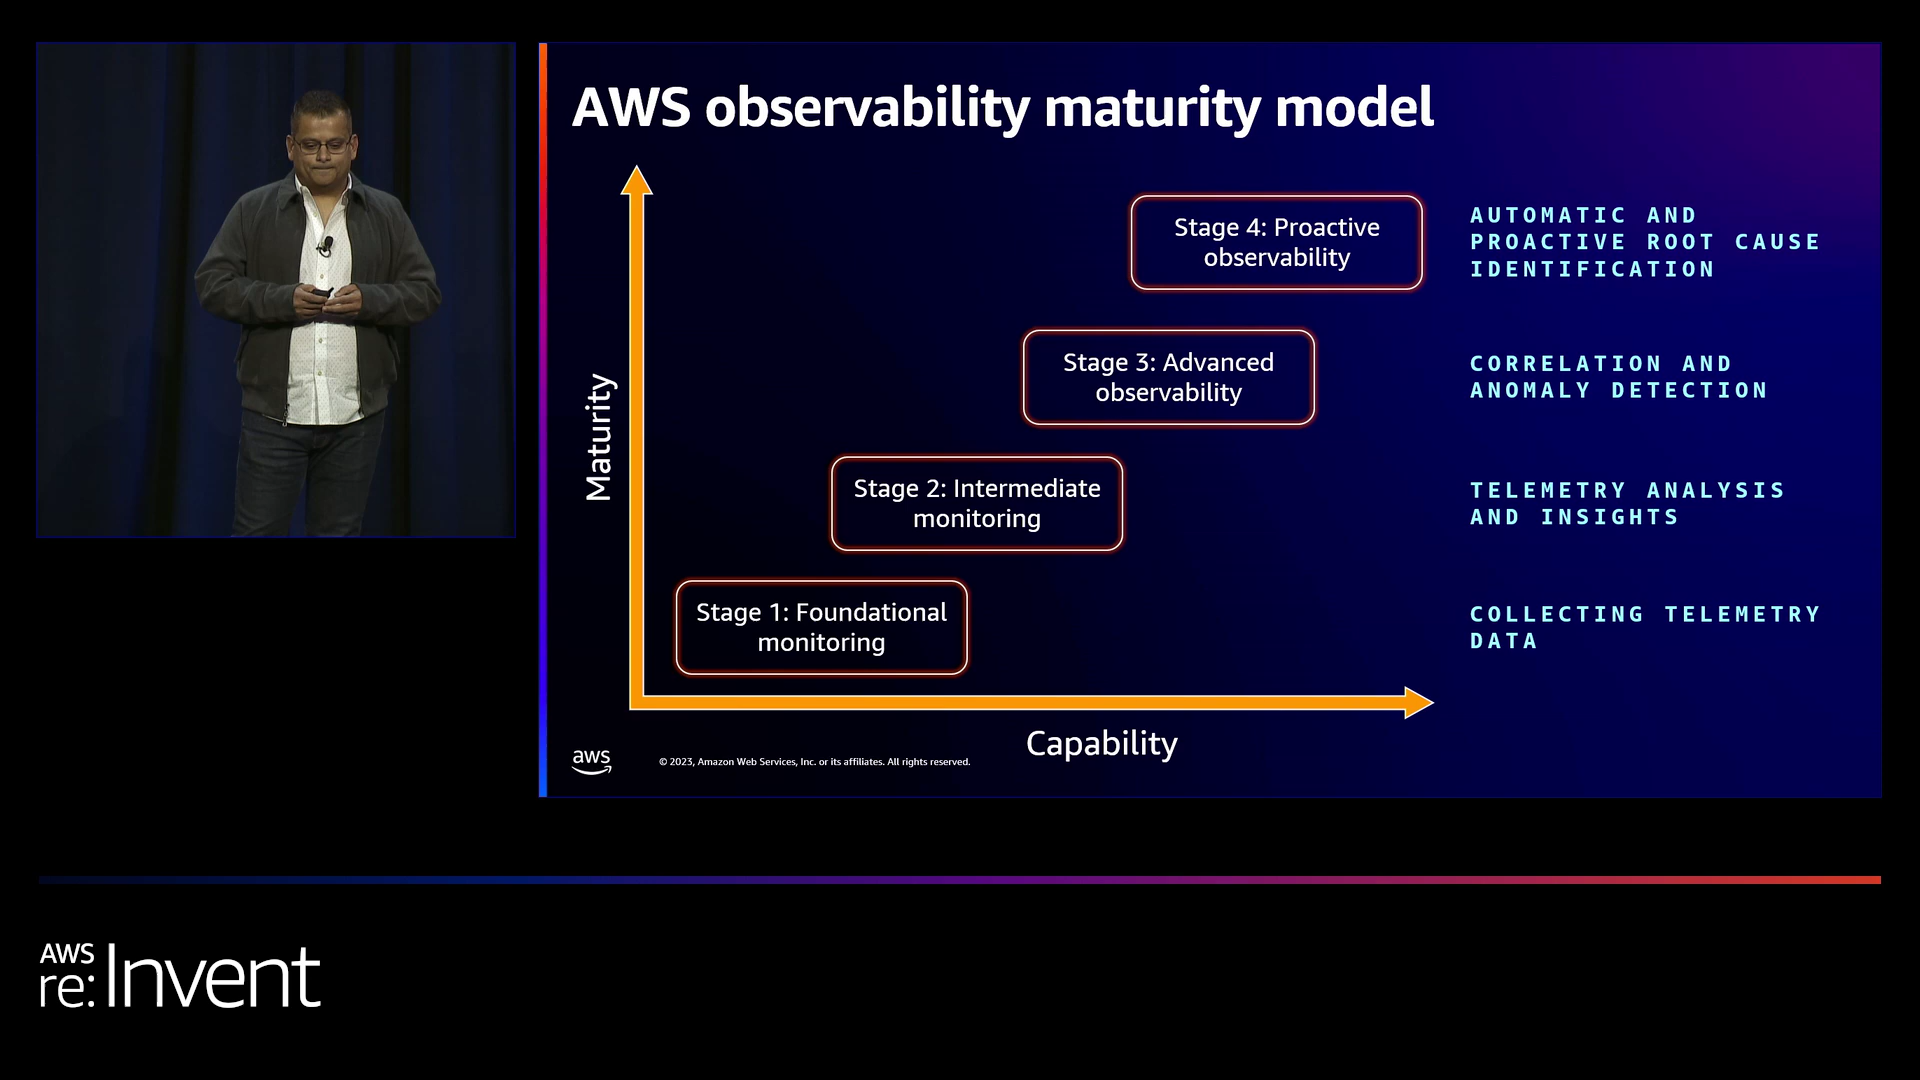 AWS observability maturity model
Maturity
Stage 4: Proactive
observability
AUTOMATIC AND
PROACTIVE ROOT CAUSE
IDENTIFICATION
Stage 3: Advanced
observability
CORRELATION AND
ANOMALY DETECTION
Stage 2: Intermediate
monitoring
TELEMETRY ANALYSIS
AND INSIGHTS
Stage 1: Foundational
monitoring
COLLECTING TELEMETRY
DATA
Capability
aws
© 2023, Amazon Web Services, Inc. or its affiliates. All rights reserved.
AWS
re:Invent